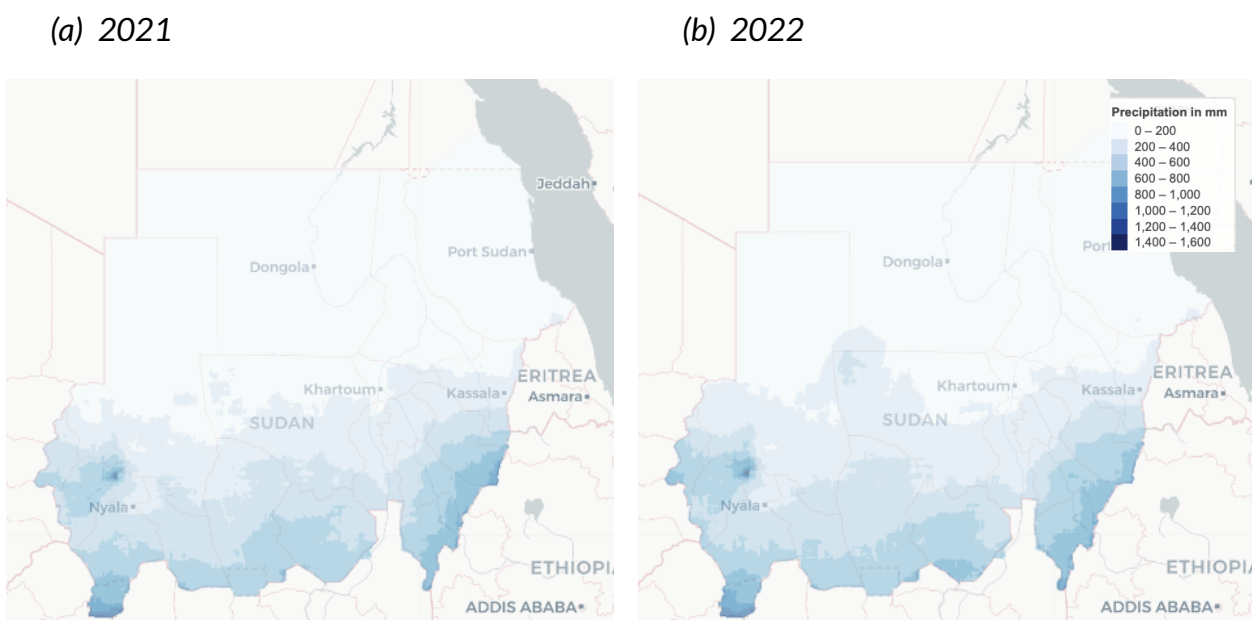 (a) 2021
(b) 2022
Jeddah
Port Sudan
Dongola
Khartoum
Kassala
ERITREA
Asmara
SUDAN
Nyala
ETHIOPIA
ADDIS ABABA
Precipitation in mm
0 – 200
200 – 400
400 – 600
600 – 800
800 – 1,000
1,000 – 1,200
1,200 – 1,400
1,400 – 1,600
Port
Dongola
Khartoum
Kassala
ERITREA
Asmara
SUDAN
Nyala
ETHIOPIA
ADDIS ABABA